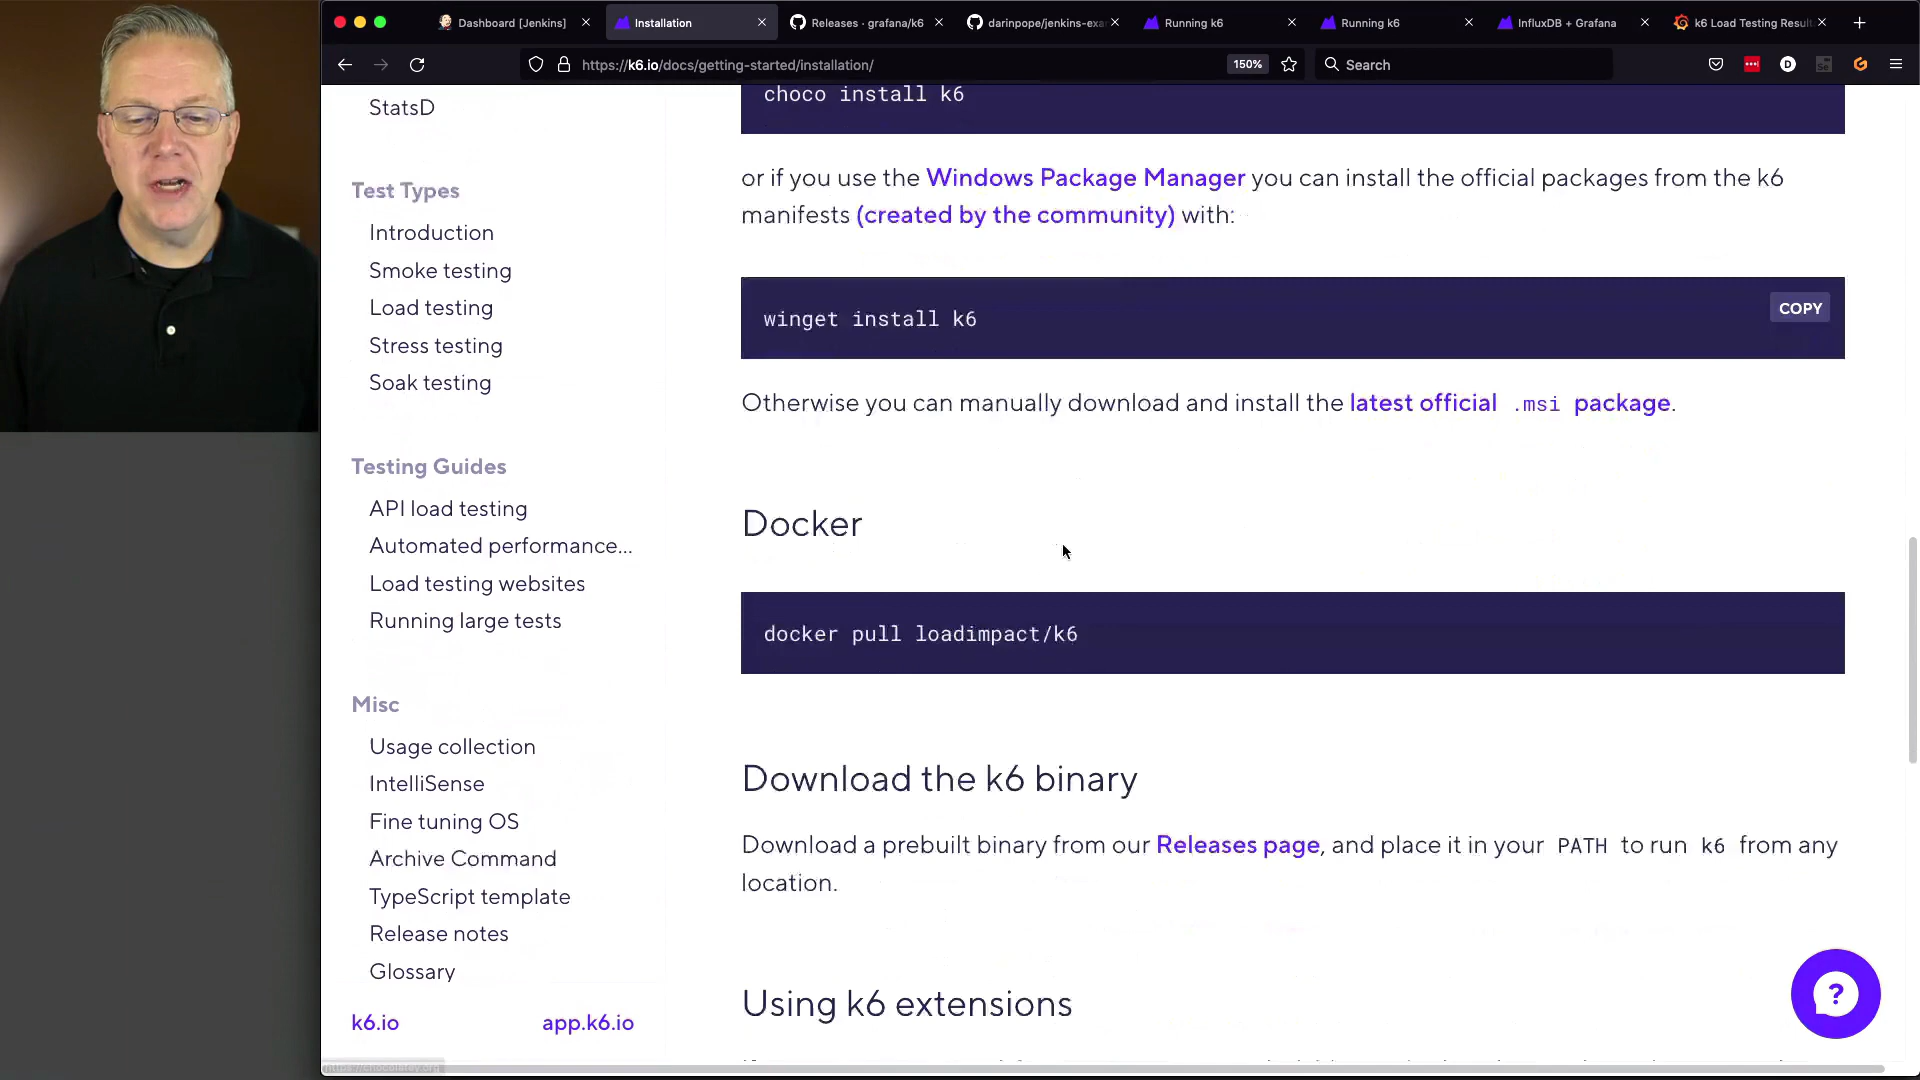 Dashboard [Jenkins]
Installation
Releases · grafana/k6
darinpope/jenkins-exa
Running k6
Running k6
InfluxDB + Grafana
k6 Load Testing Result
https://k6.io/docs/getting-started/installation/
150%
Search
StatsD
Test Types
Introduction
Smoke testing
Load testing
Stress testing
Soak testing
Testing Guides
API load testing
Automated performance...
Load testing websites
Running large tests
Misc
Usage collection
IntelliSense
Fine tuning OS
Archive Command
TypeScript template
Release notes
Glossary
k6.io
app.k6.io
choco install k6
or if you use the Windows Package Manager you can install the official packages from the k6
manifests (created by the community) with:
winget install k6
COPY
Otherwise you can manually download and install the latest official .msi package.
Docker
docker pull loadimpact/k6
Download the k6 binary
Download a prebuilt binary from our Releases page, and place it in your PATH to run k6 from any
location.
Using k6 extensions
https://chocolatey.org